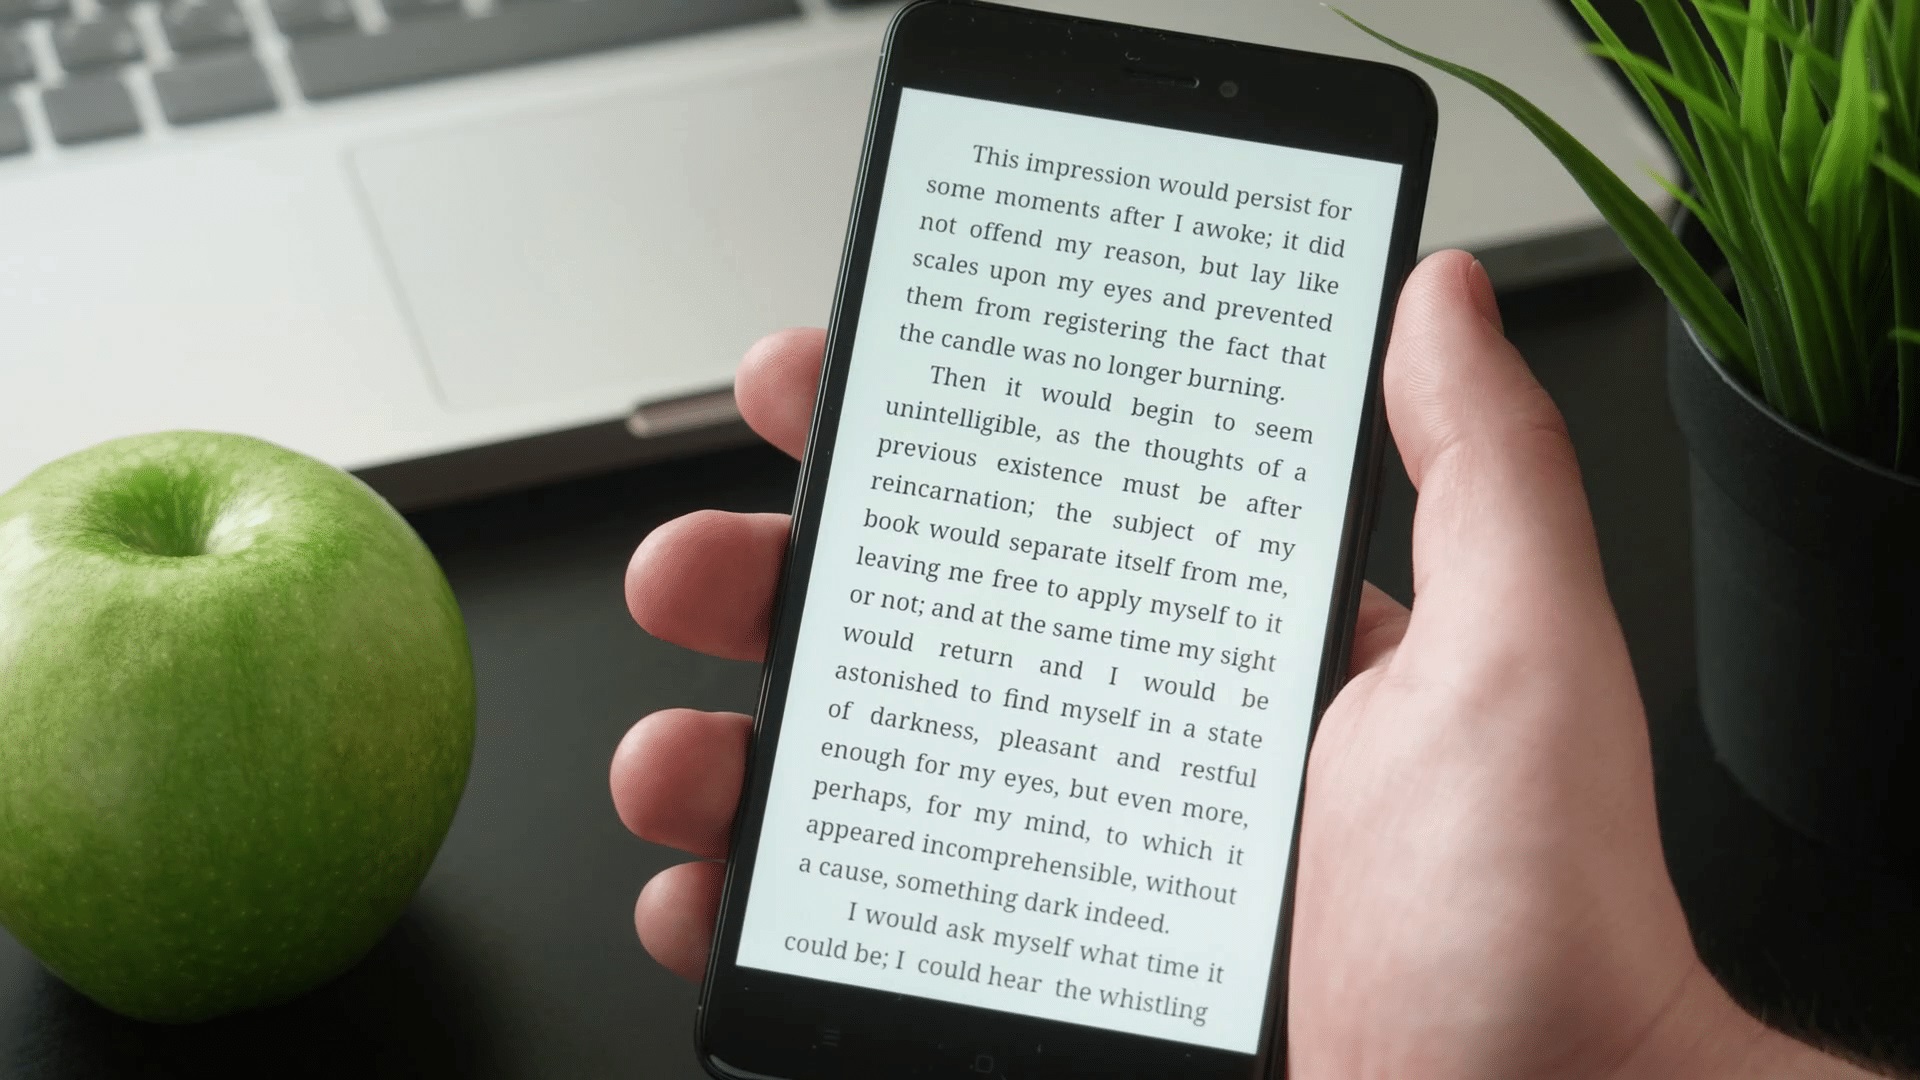 This impression would persist for
some moments after I awoke; it did
not offend my reason, but lay like
scales upon my eyes and prevented
them from registering the fact that
the candle was no longer burning.
Then it would begin to seem
unintelligible, as the thoughts of a
previous existence must be after
reincarnation; the subject of my
book would separate itself from me,
leaving me free to apply myself to it
or not; and at the same time my sight
would return and I would be
astonished to find myself in a state
of darkness, pleasant and restful
enough for my eyes, but even more,
perhaps, for my mind, to which it
appeared incomprehensible, without
a cause, something dark indeed.
I would ask myself what time it
could be; I could hear the whistling